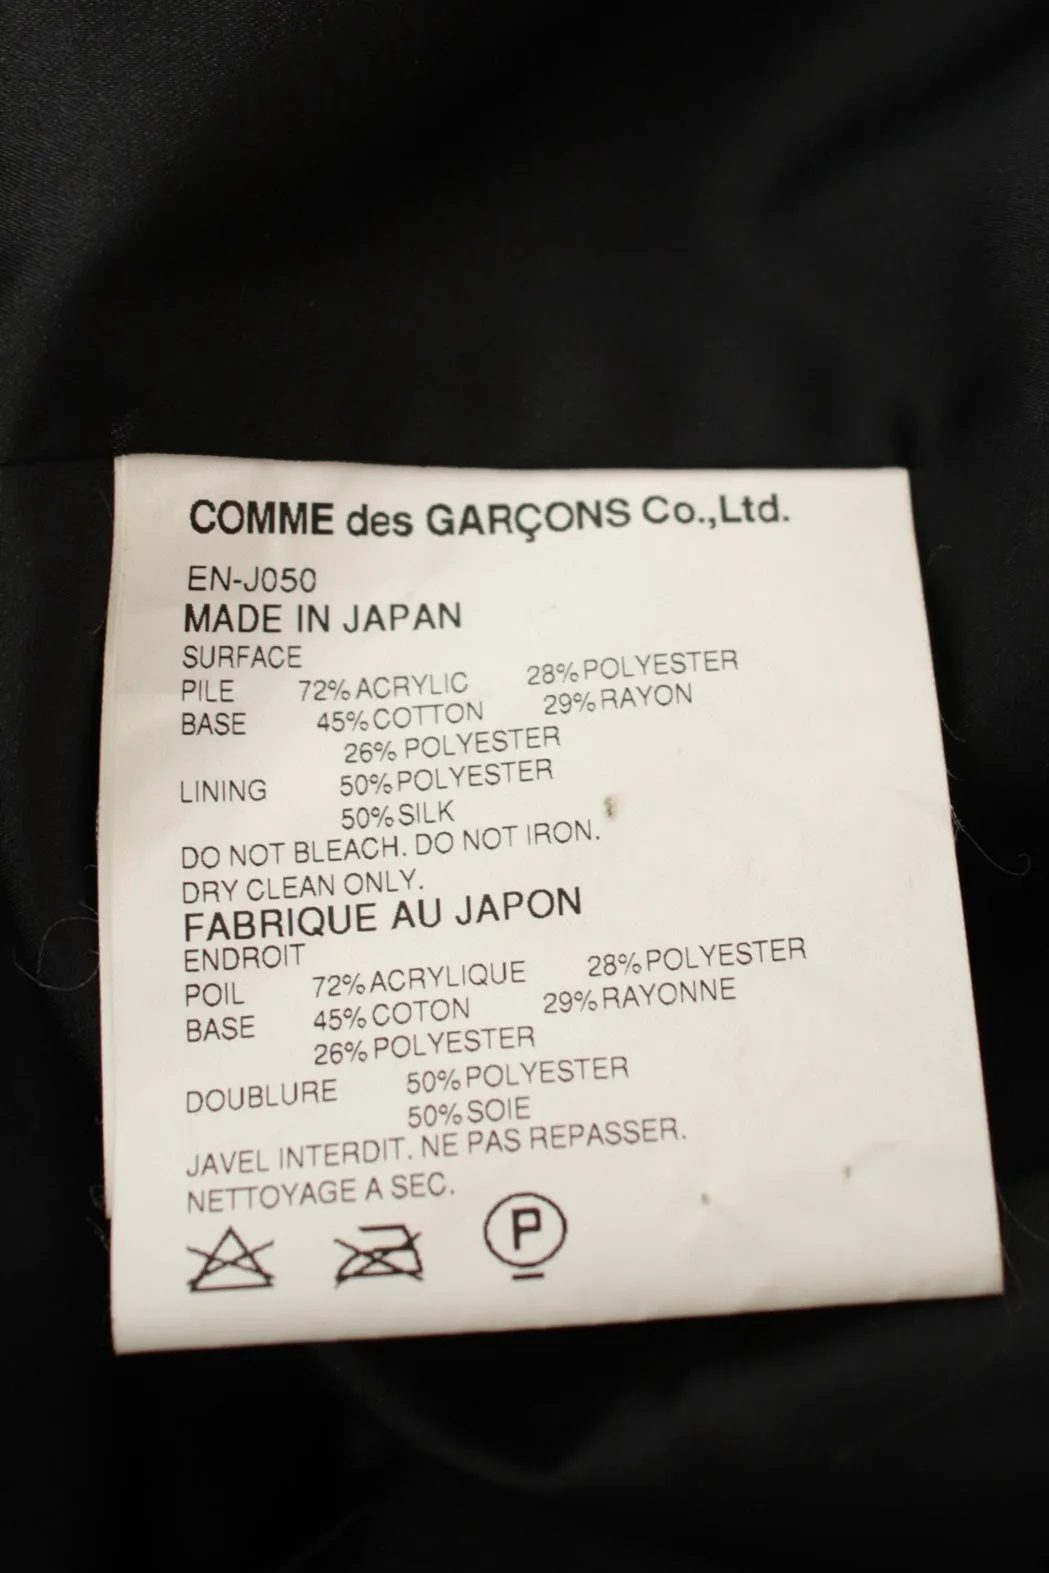 COMME des GARÇONS Co.,Ltd.
EN-J050
MADE IN JAPAN
SURFACE
PILE 72% ACRYLIC 28% POLYESTER
BASE 45% COTTON 29% RAYON
26% POLYESTER
LINING 50% POLYESTER
50% SILK
DO NOT BLEACH. DO NOT IRON.
DRY CLEAN ONLY.
FABRIQUE AU JAPON
ENDROIT
POIL 72% ACRYLIQUE 28% POLYESTER
BASE 45% COTON 29% RAYONNE
26% POLYESTER
DOUBLURE 50% POLYESTER
50% SOIE
JAVEL INTERDIT. NE PAS REPASSER.
NETTOYAGE A SEC.
P